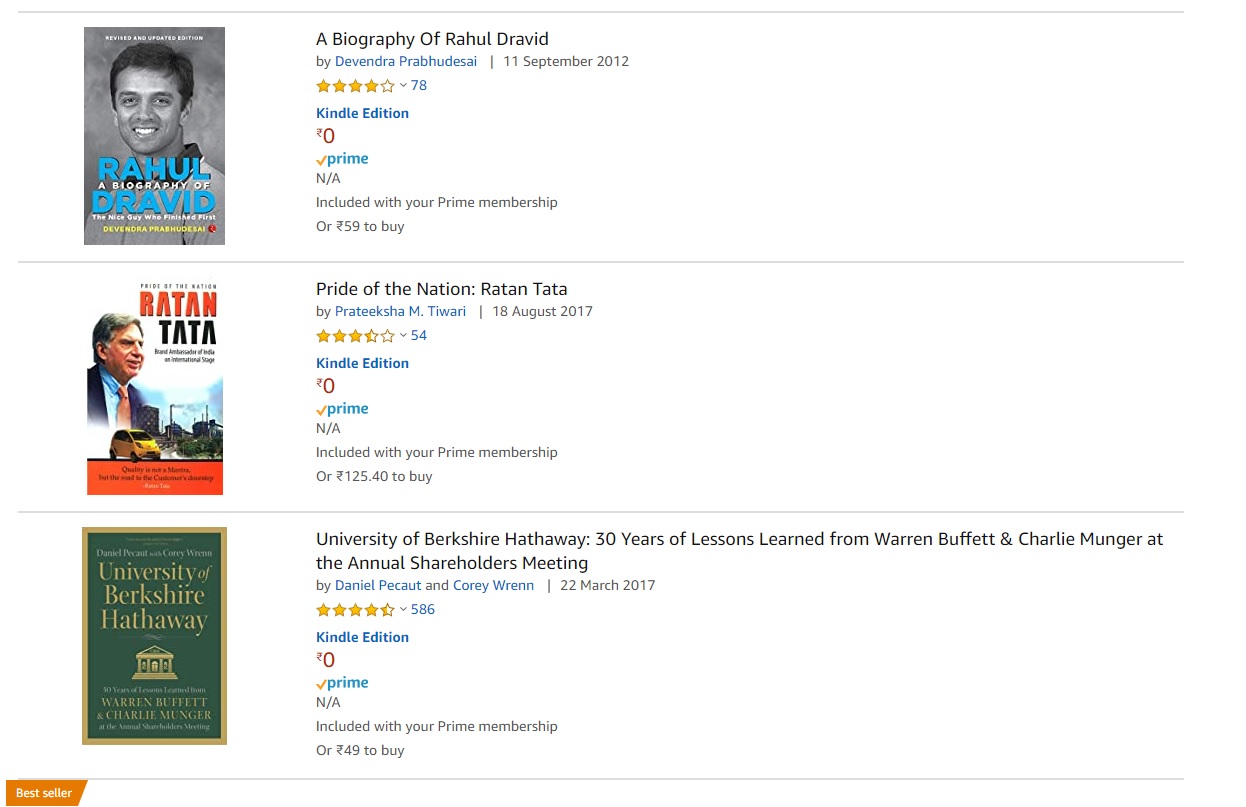 REVISED AND UPDATED EDITION
RAHUL
A BIOGRAPHY OF
DRAVID
The Nice Guy Who Finished First
DEVENDRA PRABHUDESAI
A Biography Of Rahul Dravid
by Devendra Prabhudesai | 11 September 2012
78
Kindle Edition
₹0
prime
N/A
Included with your Prime membership
Or ₹59 to buy
PRIDE OF THE NATION
RATAN
TATA
Brand Ambassador of India
on International Stage
Quality is not a Mantra,
but the road to the Customer's doorstep
-Ratan Tata
Pride of the Nation: Ratan Tata
by Prateeksha M. Tiwari | 18 August 2017
54
Kindle Edition
₹0
prime
N/A
Included with your Prime membership
Or ₹125.40 to buy
Daniel Pecaut with Corey Wrenn
University of
Berkshire
Hathaway
30 Years of Lessons Learned from
WARREN BUFFETT
& CHARLIE MUNGER
at the Annual Shareholders Meeting
University of Berkshire Hathaway: 30 Years of Lessons Learned from Warren Buffett & Charlie Munger at
the Annual Shareholders Meeting
by Daniel Pecaut and Corey Wrenn | 22 March 2017
586
Kindle Edition
₹0
prime
N/A
Included with your Prime membership
Or ₹49 to buy
Best seller